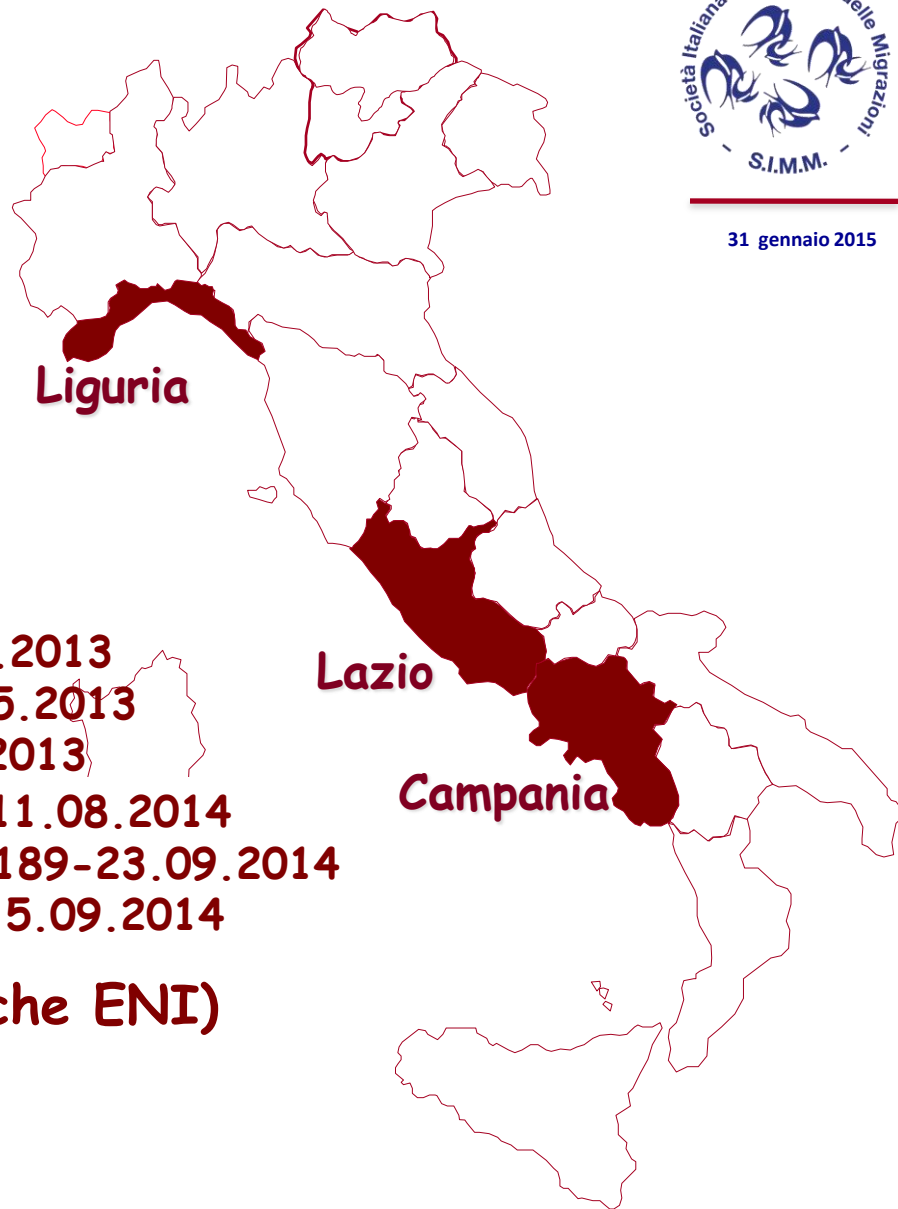 Società Italiana
delle Migrazioni
- S.I.M.M. -
31 gennaio 2015
Liguria
.2013
Lazio
5.2013
2013
Campania
11.08.2014
189-23.09.2014
5.09.2014
che ENI)